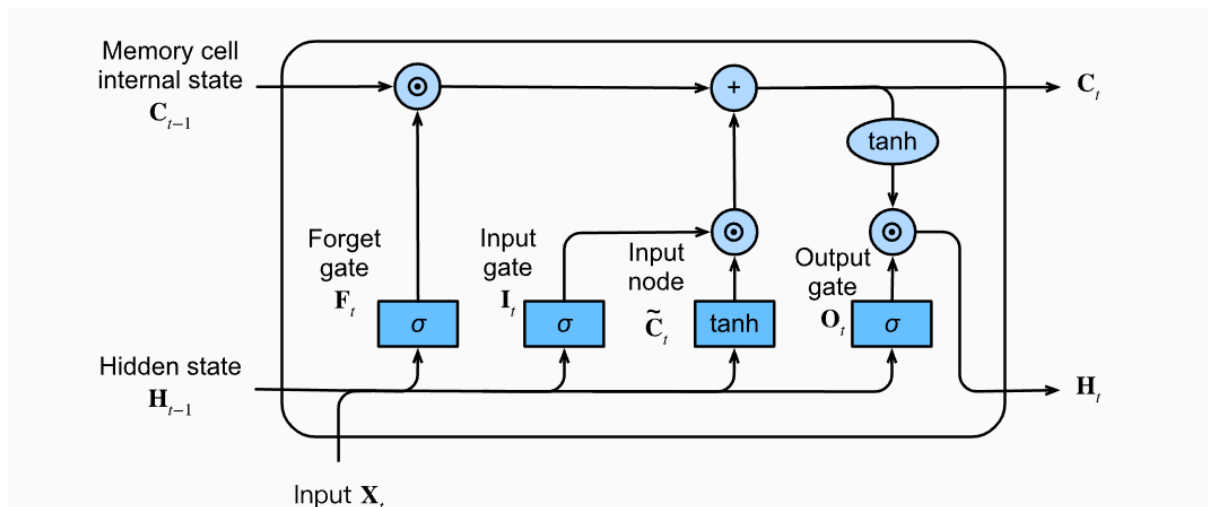 Memory cell
internal state
C_{t−1}
+
C_t
tanh
Forget
gate
F_t
Input
gate
I_t
Input
node
C̃_t
Output
gate
O_t
σ
σ
tanh
σ
Hidden state
H_{t−1}
H_t
Input X_t